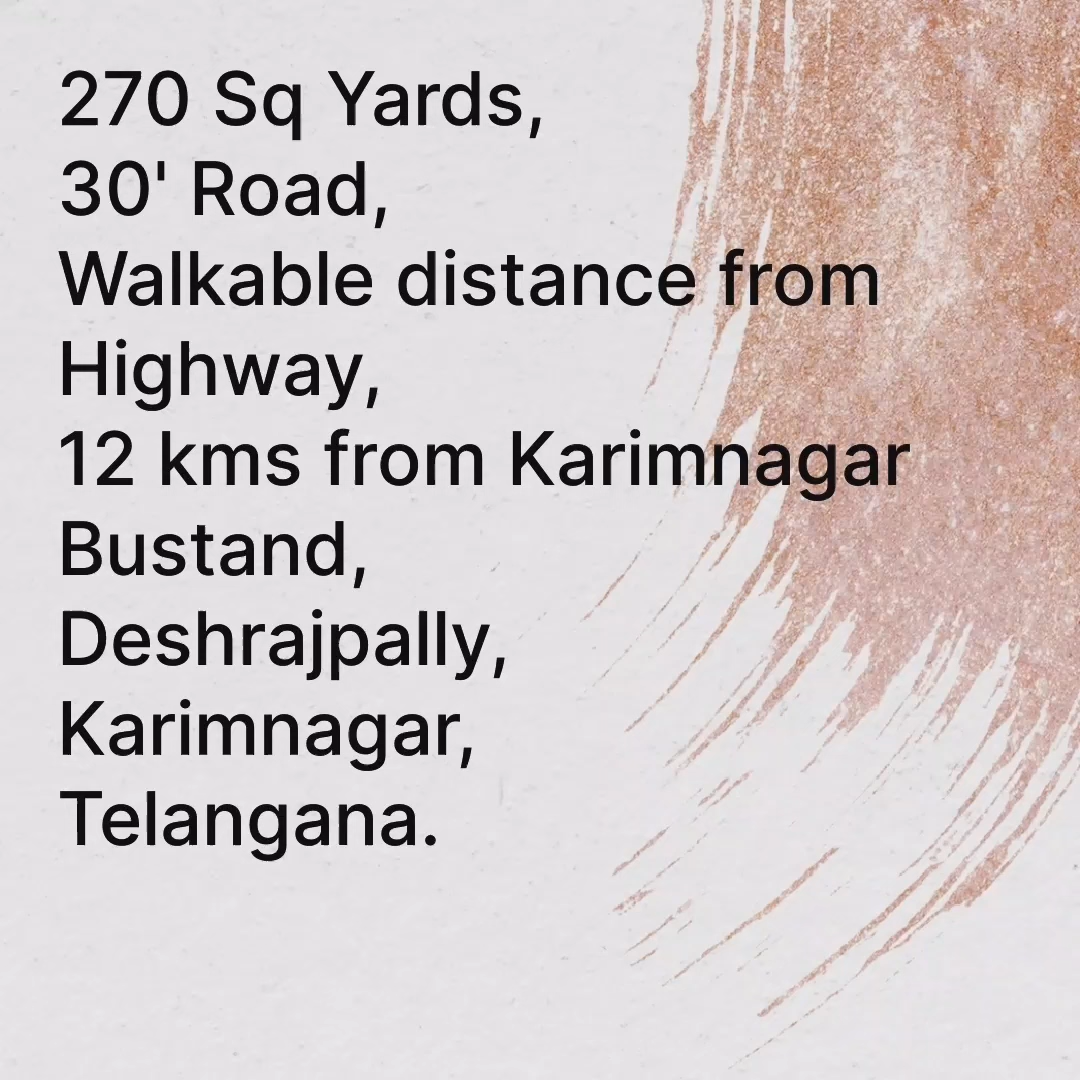 270 Sq Yards,
30' Road,
Walkable distance from
Highway,
12 kms from Karimnagar
Bustand,
Deshrajpally,
Karimnagar,
Telangana.